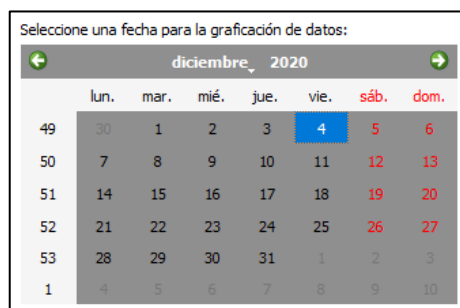 Seleccione una fecha para la graficación de datos:
diciembre 2020
lun. mar. mié. jue. vie. sáb. dom.
49 30 1 2 3 4 5 6
50 7 8 9 10 11 12 13
51 14 15 16 17 18 19 20
52 21 22 23 24 25 26 27
53 28 29 30 31 1 2 3
1 4 5 6 7 8 9 10